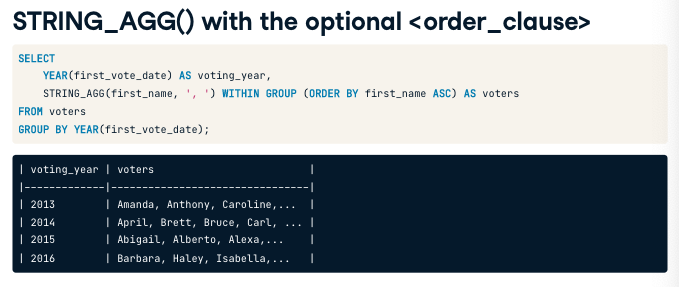 STRING_AGG() with the optional <order_clause>
SELECT
    YEAR(first_vote_date) AS voting_year,
    STRING_AGG(first_name, ', ') WITHIN GROUP (ORDER BY first_name ASC) AS voters
FROM voters
GROUP BY YEAR(first_vote_date);
| voting_year | voters                         |
|-------------|--------------------------------|
| 2013        | Amanda, Anthony, Caroline,...  |
| 2014        | April, Brett, Bruce, Carl, ... |
| 2015        | Abigail, Alberto, Alexa,...    |
| 2016        | Barbara, Haley, Isabella,...   |